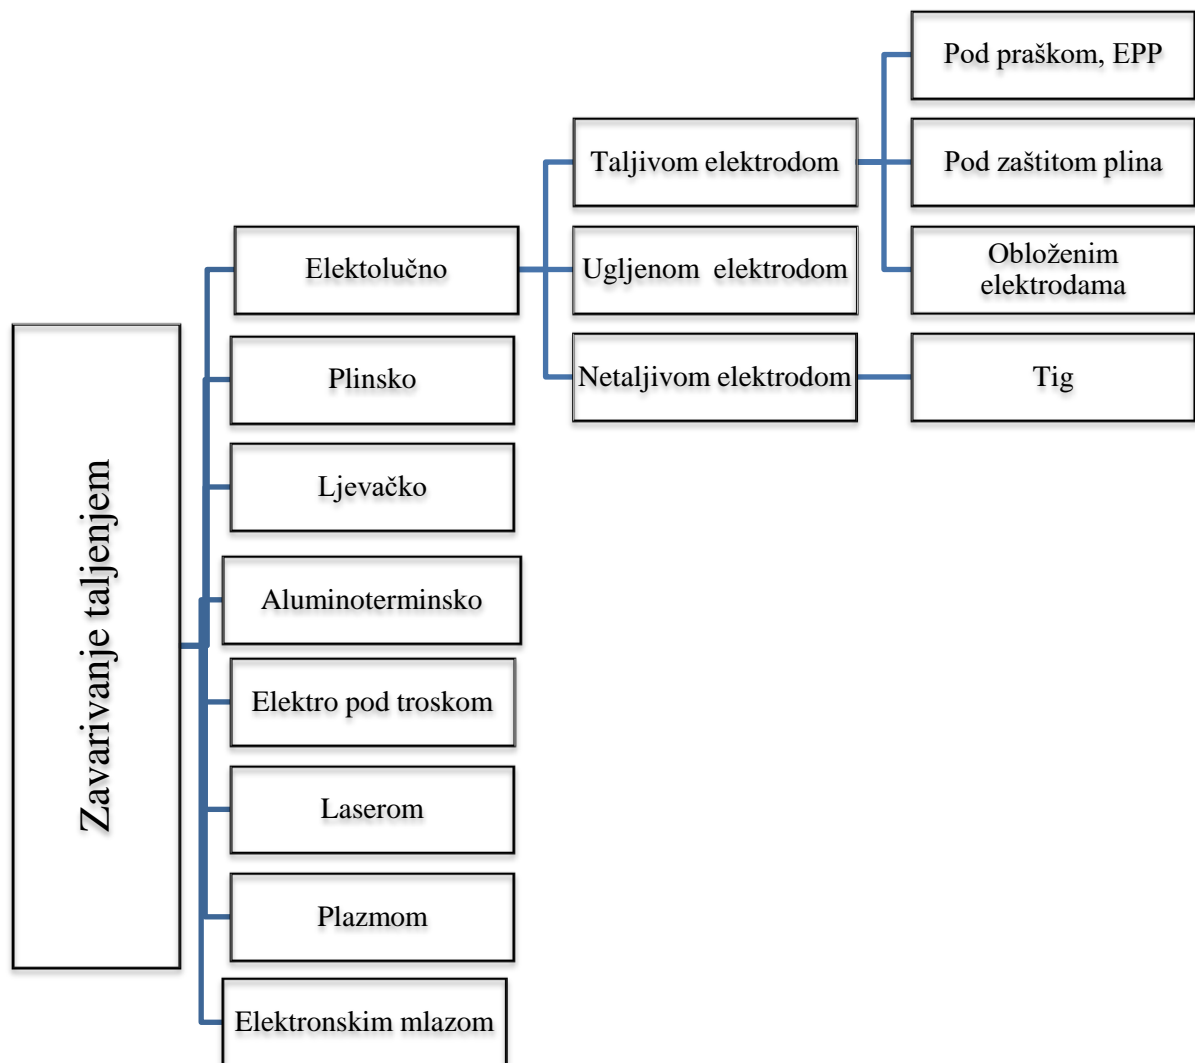 Zavarivanje taljenjem
Elektolučno
Plinsko
Ljevačko
Aluminoterminsko
Elektro pod troskom
Laserom
Plazmom
Elektronskim mlazom
Taljivom elektrodom
Ugljenom  elektrodom
Netaljivom elektrodom
Pod praškom, EPP
Pod zaštitom plina
Obloženim
elektrodama
Tig